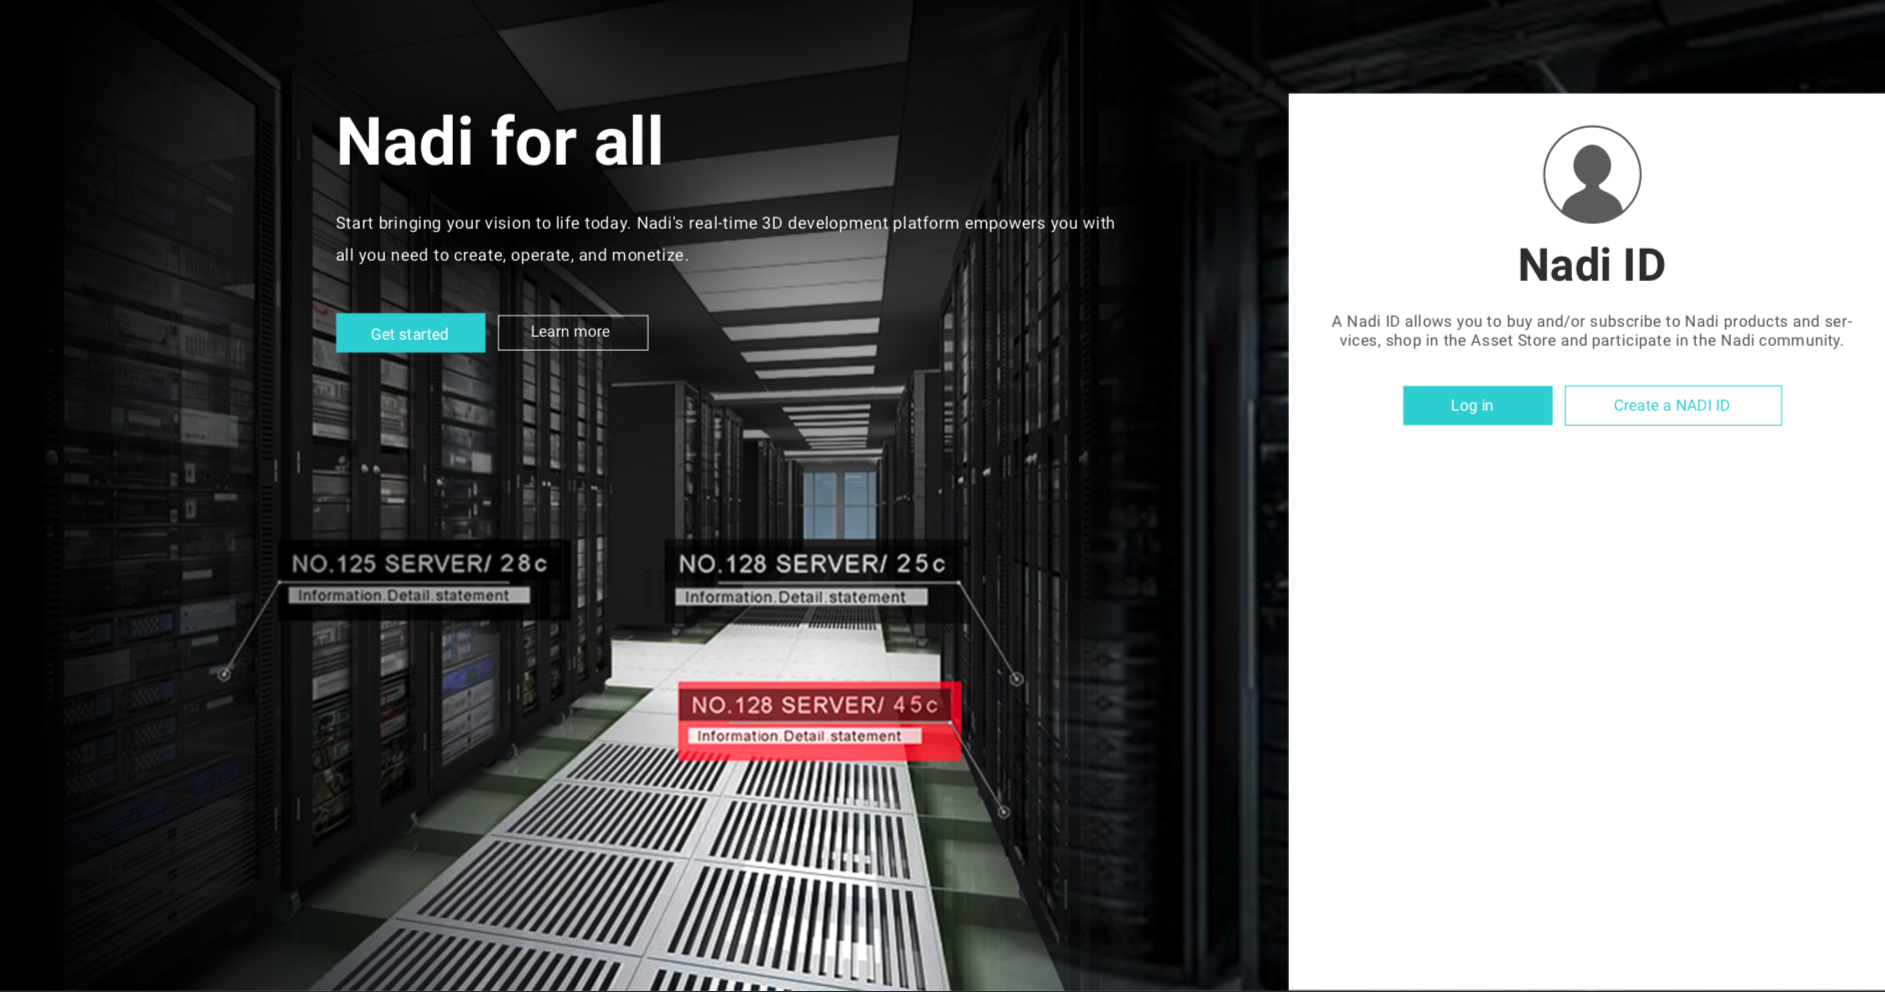 Nadi for all
Start bringing your vision to life today. Nadi's real-time 3D development platform empowers you with
all you need to create, operate, and monetize.
Get started
Learn more
NO.125 SERVER/ 28c
Information.Detail.statement
NO.128 SERVER/ 25c
Information.Detail.statement
NO.128 SERVER/ 45c
Information.Detail.statement
Nadi ID
A Nadi ID allows you to buy and/or subscribe to Nadi products and ser-
vices, shop in the Asset Store and participate in the Nadi community.
Log in
Create a NADI ID